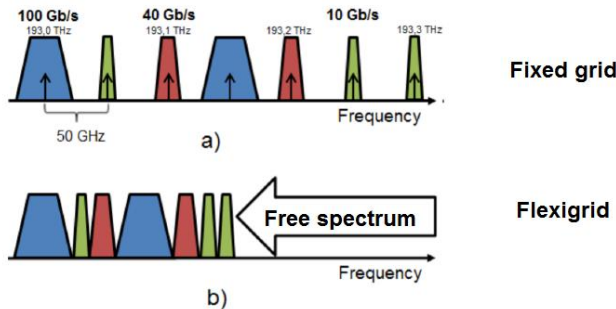 100 Gb/s 40 Gb/s 10 Gb/s
193,0 THz 193,1 THz 193,2 THz 193,3 THz
Fixed grid
Frequency
50 GHz
a)
Free spectrum
Flexigrid
Frequency
b)